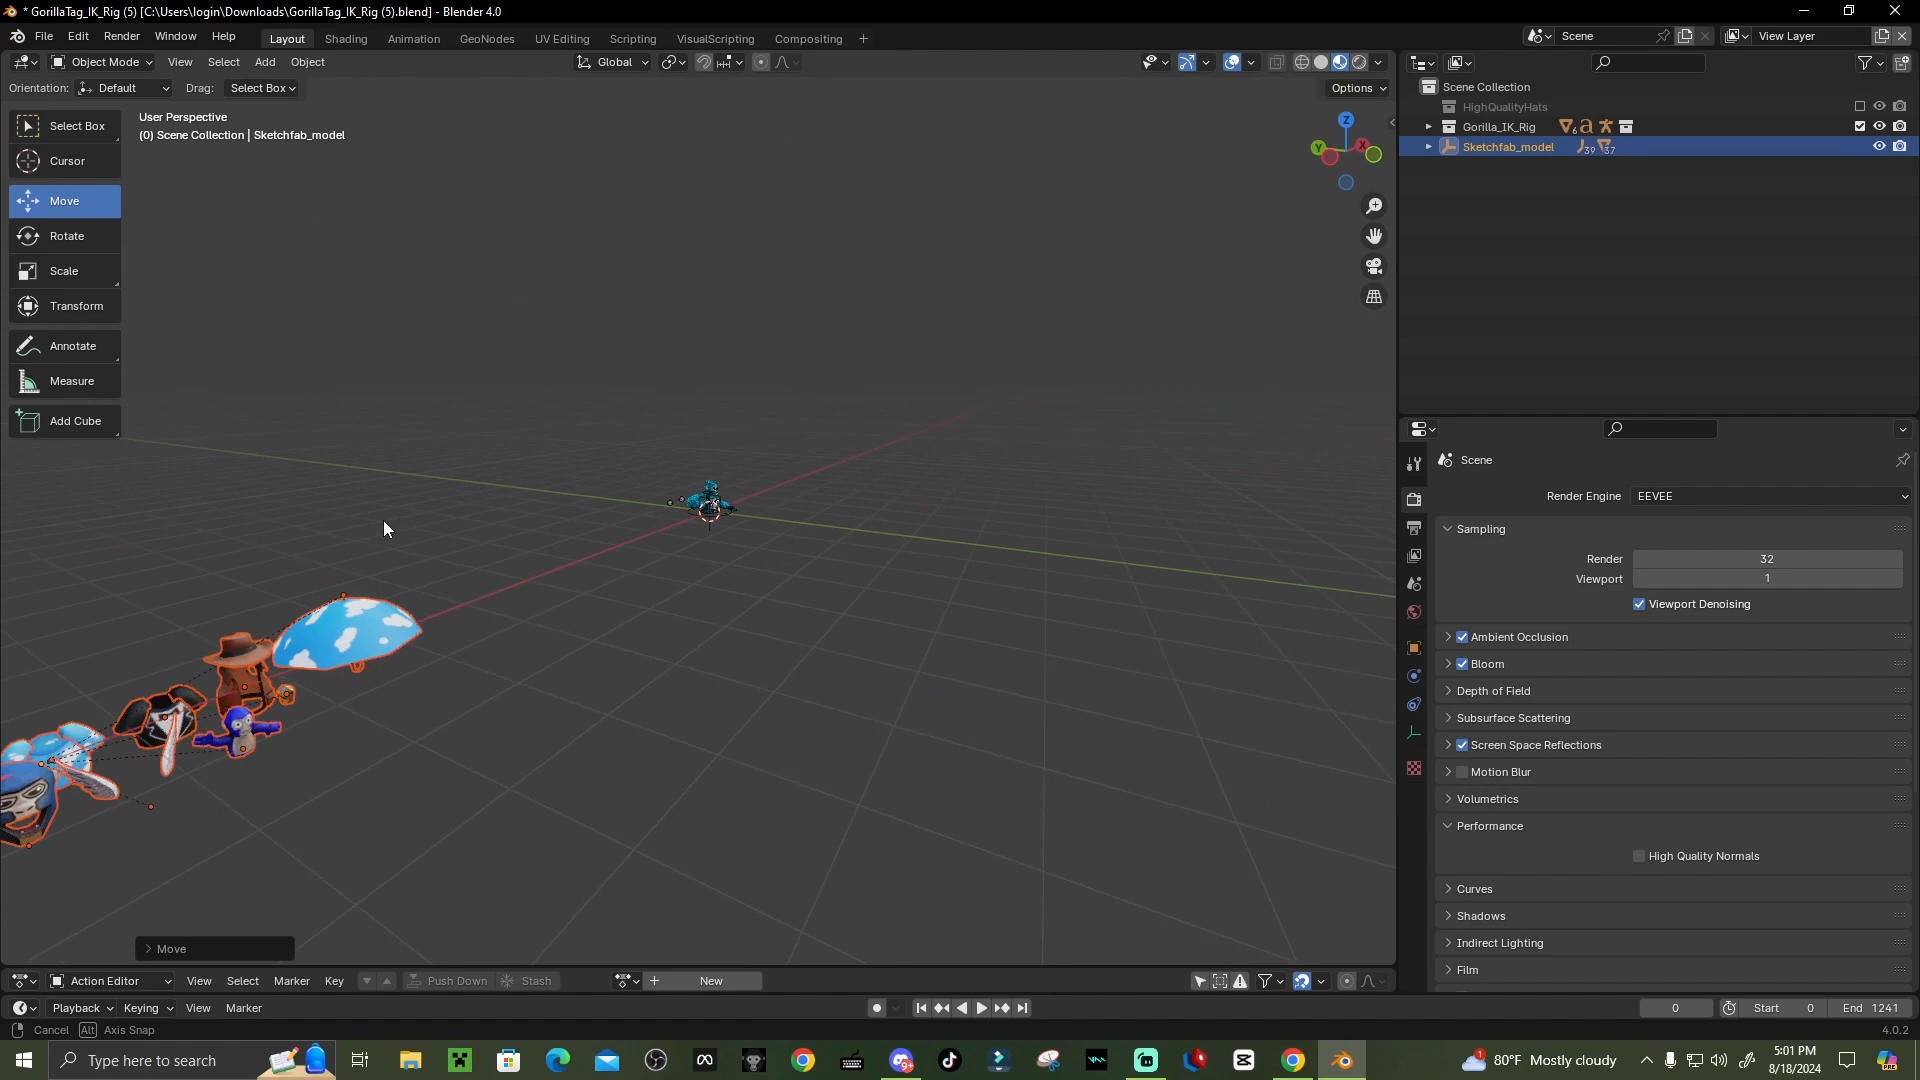 * GorillaTag_IK_Rig (5) [C:\Users\login\Downloads\GorillaTag_IK_Rig (5).blend] - Blender 4.0
File Edit Render Window Help Layout Shading Animation GeoNodes UV Editing Scripting VisualScripting Compositing + Scene View Layer
Object Mode View Select Add Object Global
Orientation: Default Drag: Select Box Options
User Perspective
(0) Scene Collection | Sketchfab_model
Select Box
Cursor
Move
Rotate
Scale
Transform
Annotate
Measure
Add Cube
Z
Y
X
Move
Scene Collection
HighQualityHats
Gorilla_IK_Rig 6
Sketchfab_model 39 37
Scene
Render Engine EEVEE
Sampling
Render 32
Viewport 1
Viewport Denoising
Ambient Occlusion
Bloom
Depth of Field
Subsurface Scattering
Screen Space Reflections
Motion Blur
Volumetrics
Performance
High Quality Normals
Curves
Shadows
Indirect Lighting
Film
Action Editor View Select Marker Key Push Down Stash + New
Playback Keying View Marker 0 Start 0 End 1241
Cancel Alt Axis Snap 4.0.2
Type here to search 9+ 1 80°F Mostly cloudy 5:01 PM
8/18/2024 PRE